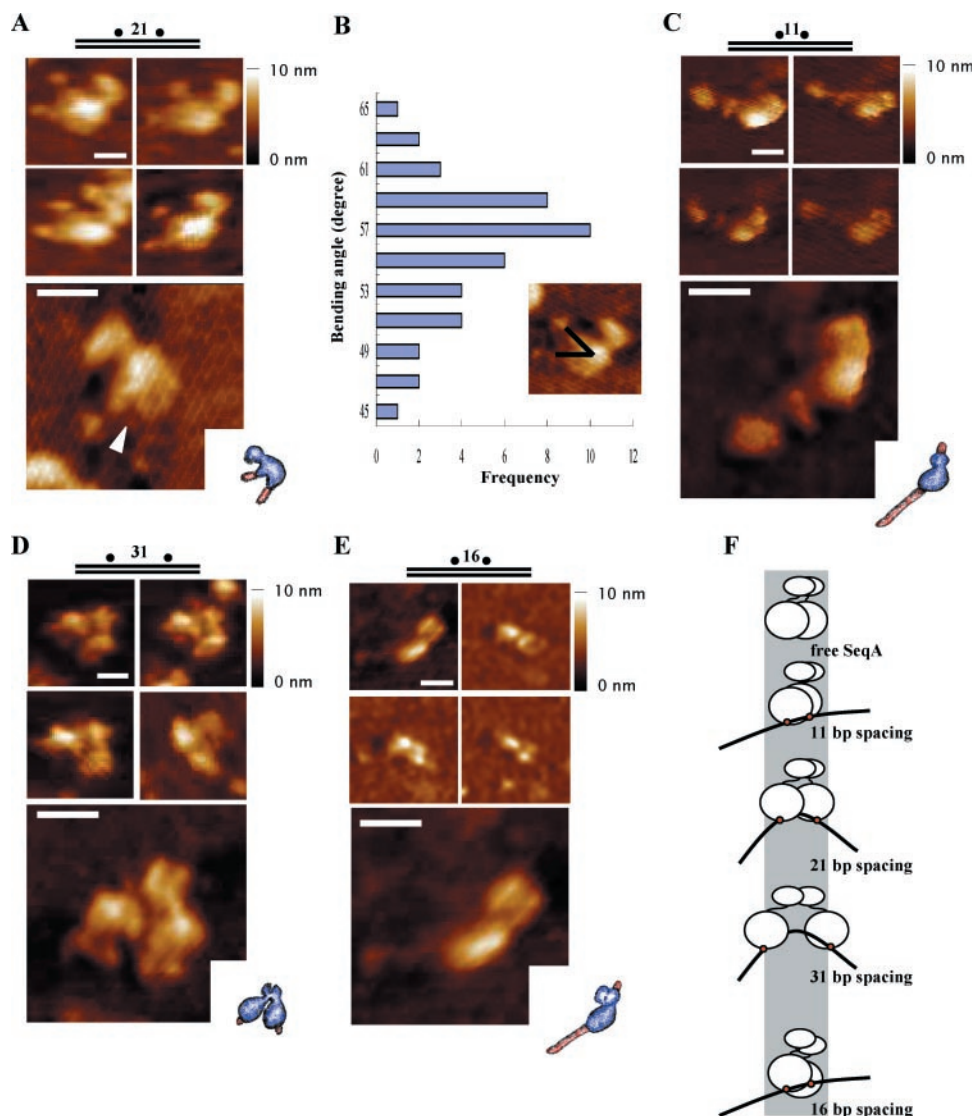 A
21
10 nm
0 nm
B
Bending angle (degree)
65
61
57
53
49
45
0 2 4 6 8 10 12
Frequency
C
11
10 nm
0 nm
D
31
10 nm
0 nm
E
16
10 nm
0 nm
F
free SeqA
11 bp spacing
21 bp spacing
31 bp spacing
16 bp spacing